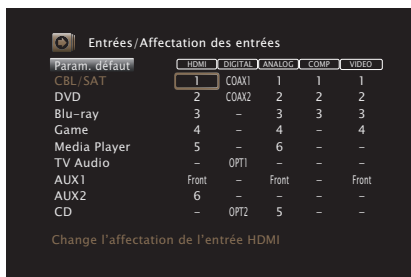 Entrées/Affectation des entrées
Param. défaut HDMI DIGITAL ANALOG COMP VIDEO
CBL/SAT 1 COAX1 1 1 1
DVD 2 COAX2 2 2 2
Blu-ray 3 – 3 3 3
Game 4 – 4 – 4
Media Player 5 – 6 – –
TV Audio – OPT1 – – –
AUX1 Front – Front – Front
AUX2 6 – – – –
CD – OPT2 5 – –
Change l'affectation de l'entrée HDMI